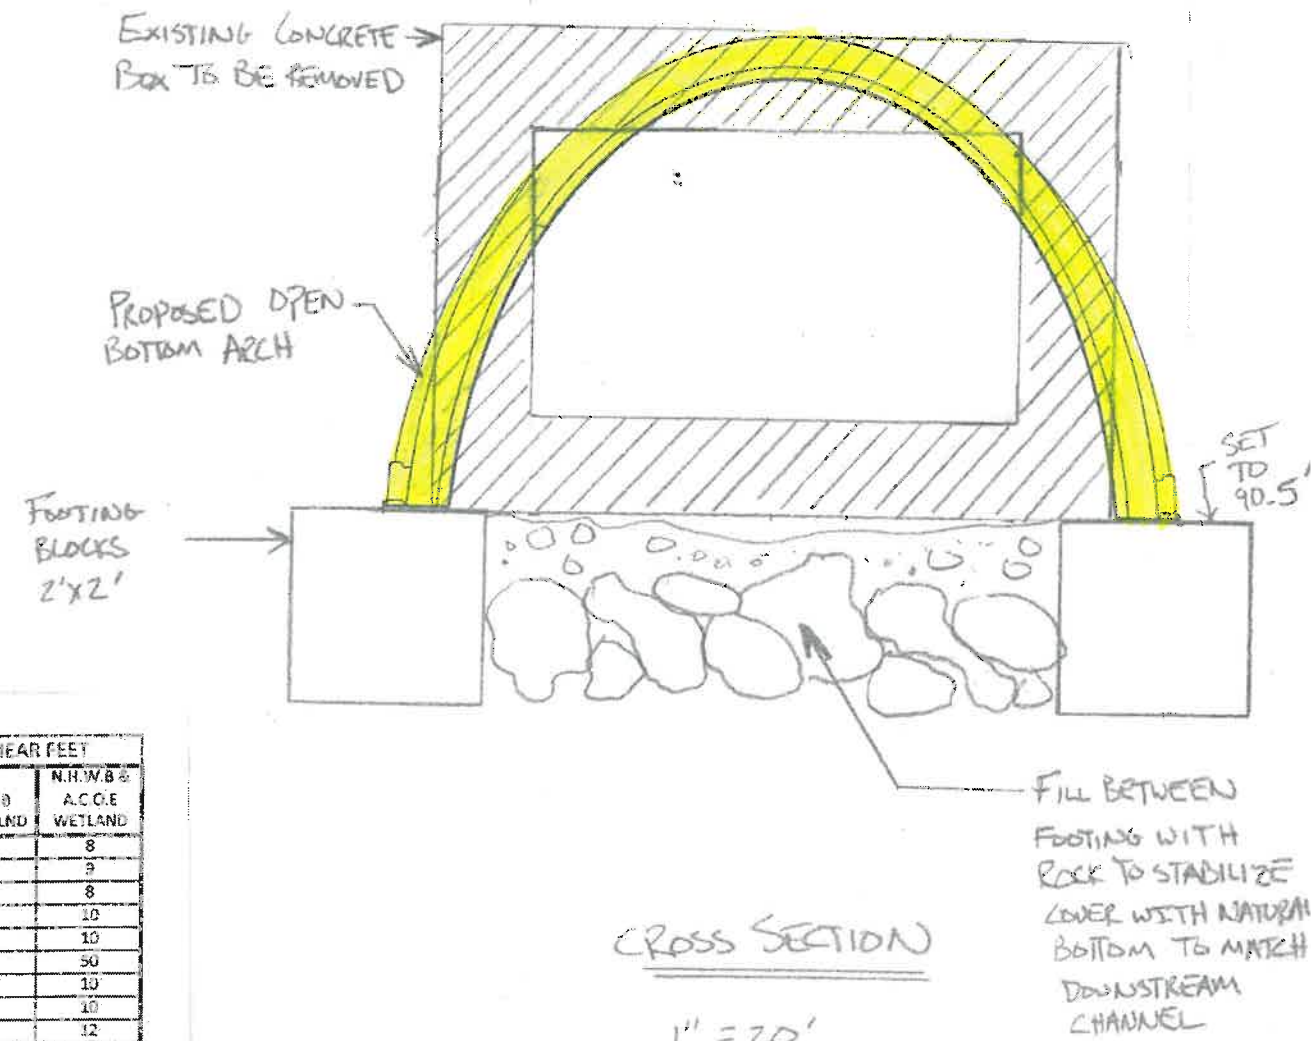 EXISTING CONCRETE
BOX TO BE REMOVED
PROPOSED OPEN
BOTTOM ARCH
FOOTING
BLOCKS
2'X2'
SET
TO
90.5'
FILL BETWEEN
FOOTING WITH
ROCK TO STABILIZE
COVER WITH NATURAL
BOTTOM TO MATCH
DOWNSTREAM
CHANNEL
CROSS SECTION
FEET
N.H.W.B &
A.C.O.E
WETLAND
8
9
8
10
10
50
10
10
12